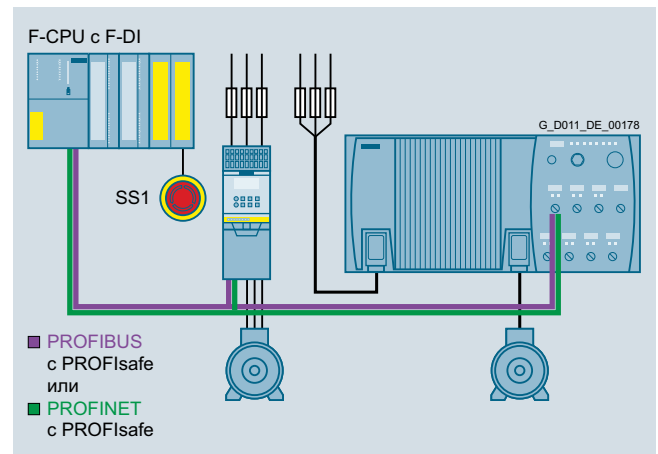 F-CPU с F-DI
G_D011_DE_00178
SS1
PROFIBUS
с PROFIsafe
или
PROFINET
с PROFIsafe